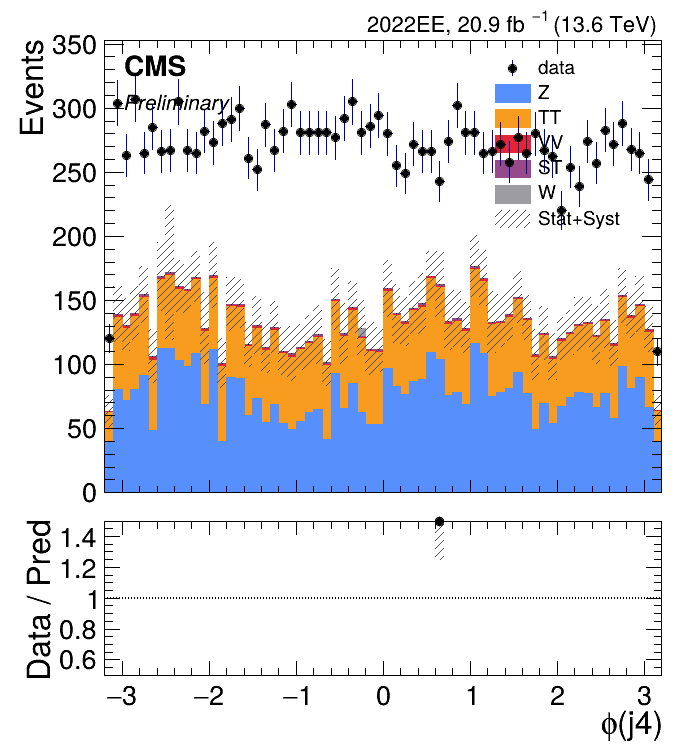 2022EE, 20.9 fb⁻¹ (13.6 TeV)
Events
350
300
250
200
150
100
50
0
CMS
Preliminary
data
Z
TT
VV
ST
W
Stat+Syst
Data / Pred
1.4
1.2
1
0.8
0.6
−3 −2 −1 0 1 2 3
ϕ(j4)